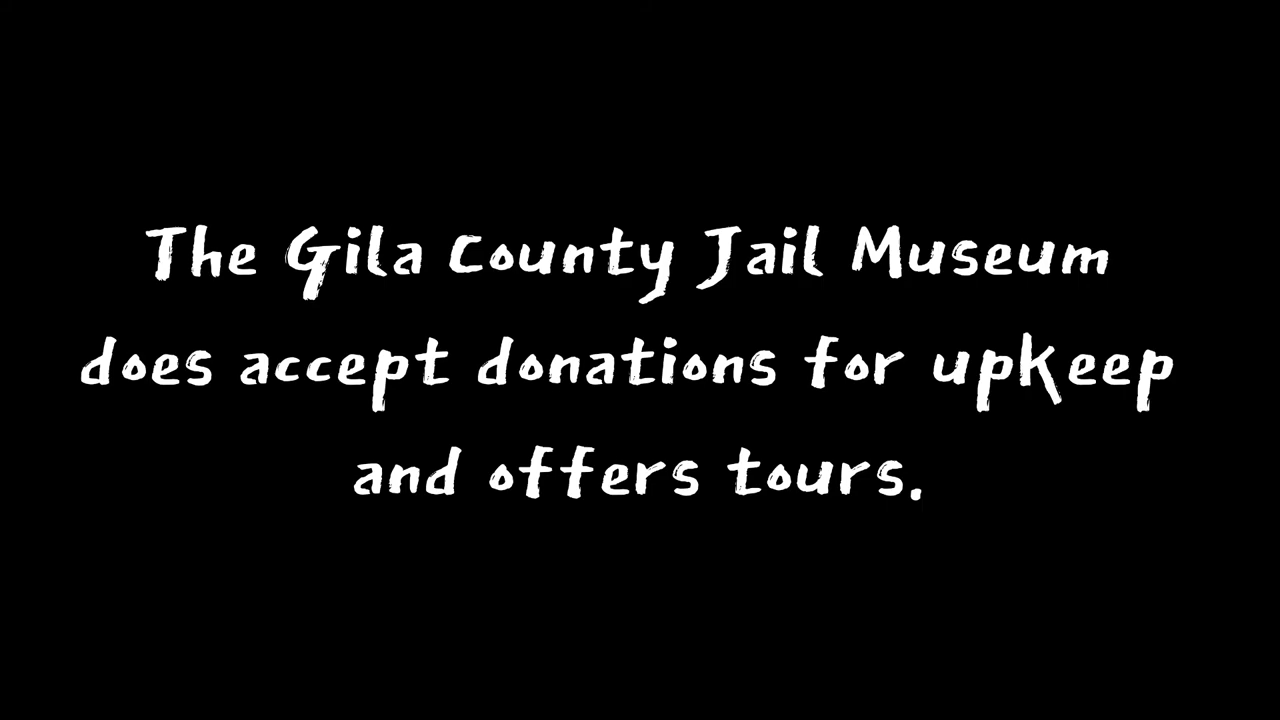 The Gila County Jail Museum
does accept donations for upkeep
and offers tours.